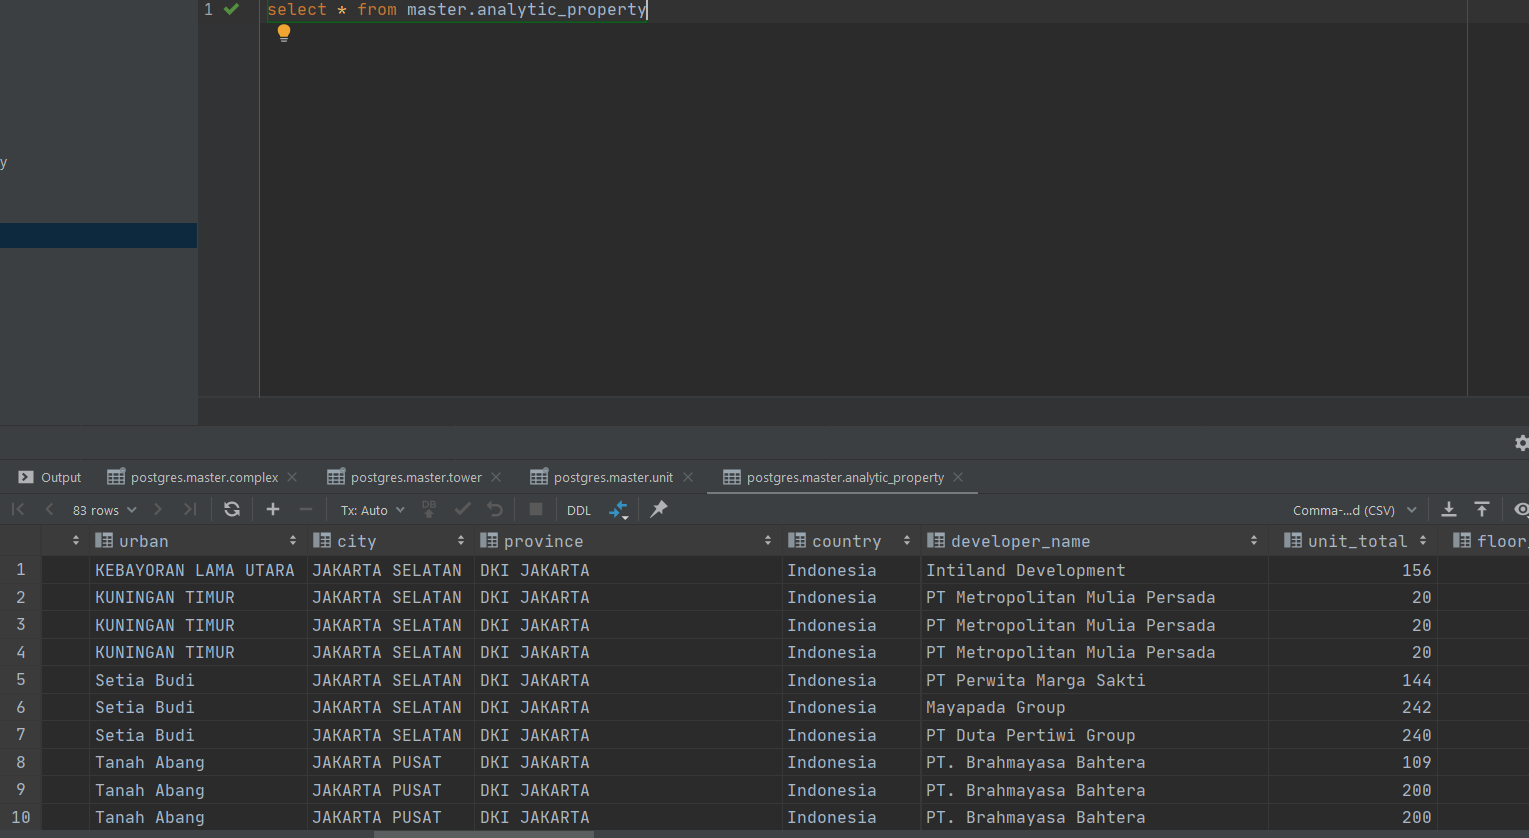 1 select * from master.analytic_property
y
Output postgres.master.complex postgres.master.tower postgres.master.unit postgres.master.analytic_property
83 rows Tx: Auto DB DDL Comma-...d (CSV)
urban city province country developer_name unit_total floor_
1 KEBAYORAN LAMA UTARA JAKARTA SELATAN DKI JAKARTA Indonesia Intiland Development 156
2 KUNINGAN TIMUR JAKARTA SELATAN DKI JAKARTA Indonesia PT Metropolitan Mulia Persada 20
3 KUNINGAN TIMUR JAKARTA SELATAN DKI JAKARTA Indonesia PT Metropolitan Mulia Persada 20
4 KUNINGAN TIMUR JAKARTA SELATAN DKI JAKARTA Indonesia PT Metropolitan Mulia Persada 20
5 Setia Budi JAKARTA SELATAN DKI JAKARTA Indonesia PT Perwita Marga Sakti 144
6 Setia Budi JAKARTA SELATAN DKI JAKARTA Indonesia Mayapada Group 242
7 Setia Budi JAKARTA SELATAN DKI JAKARTA Indonesia PT Duta Pertiwi Group 240
8 Tanah Abang JAKARTA PUSAT DKI JAKARTA Indonesia PT. Brahmayasa Bahtera 109
9 Tanah Abang JAKARTA PUSAT DKI JAKARTA Indonesia PT. Brahmayasa Bahtera 200
10 Tanah Abang JAKARTA PUSAT DKI JAKARTA Indonesia PT. Brahmayasa Bahtera 200